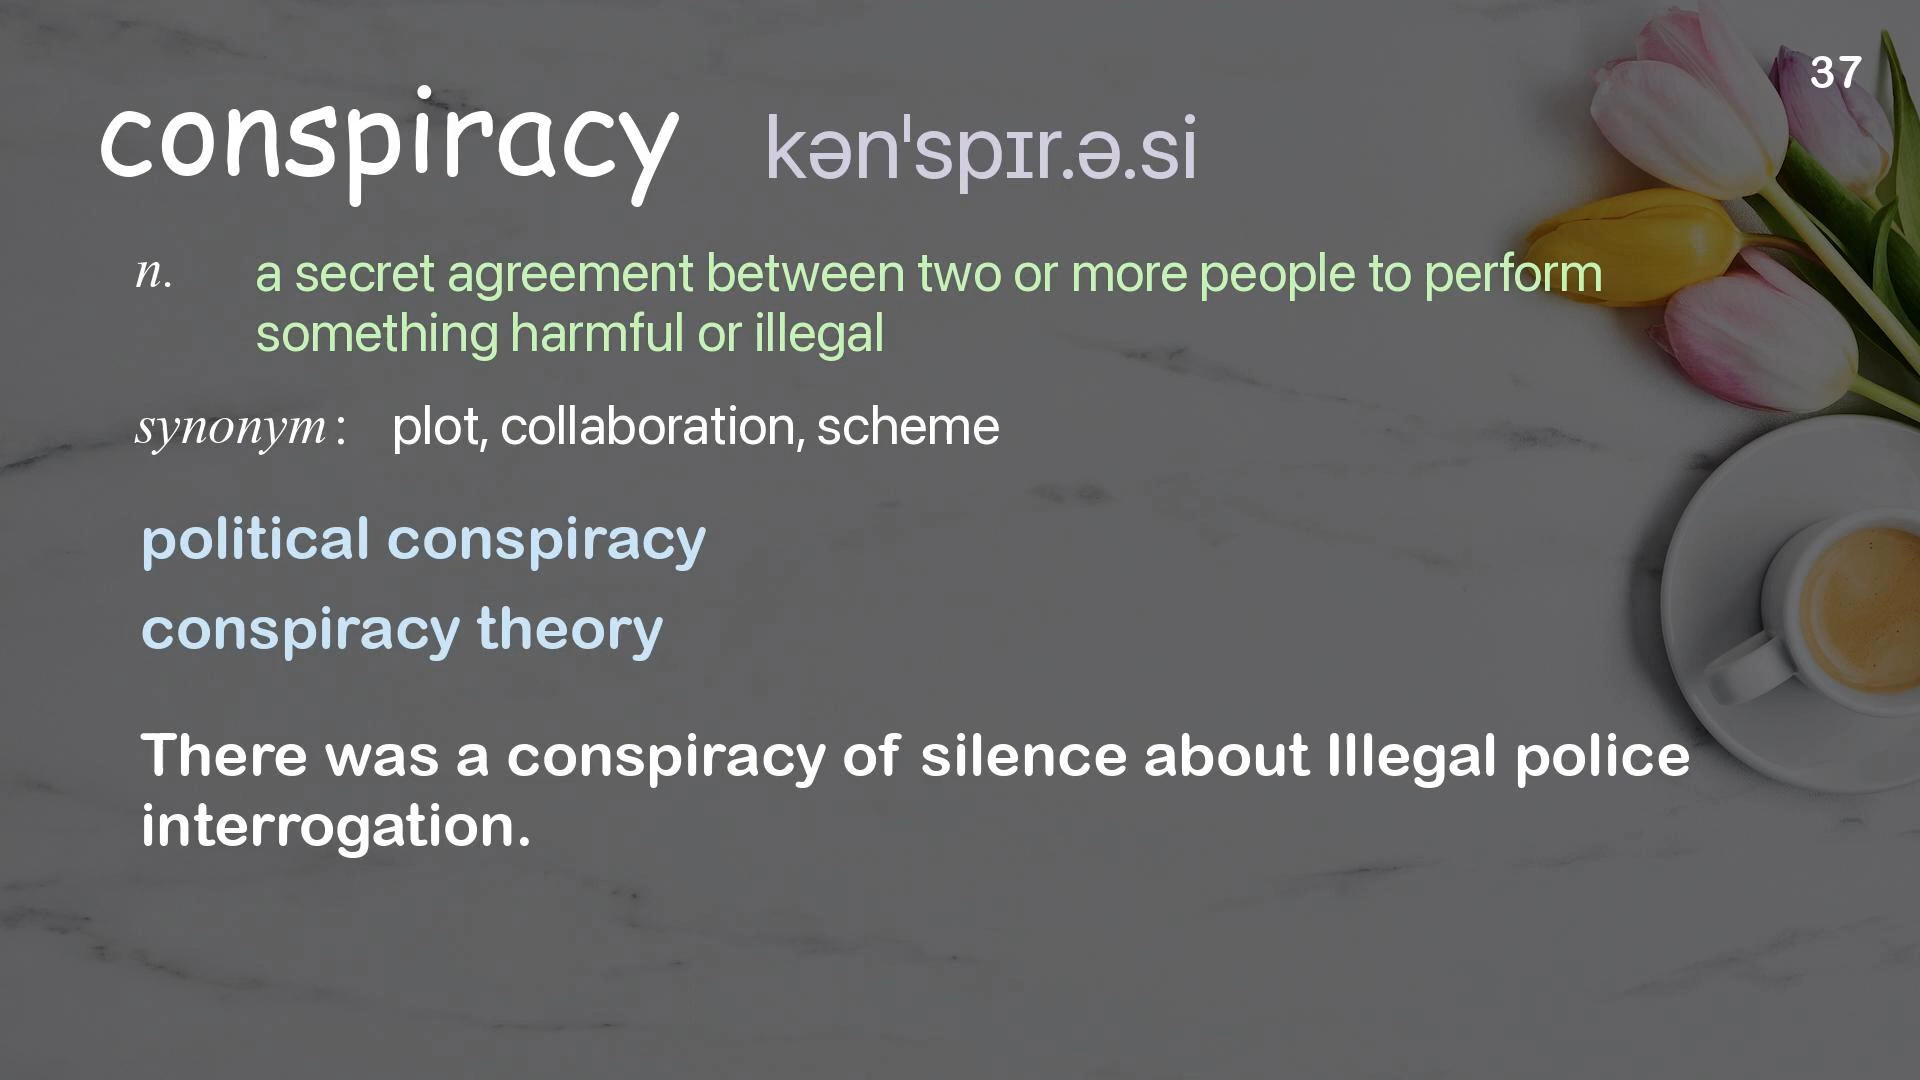 37
conspiracy kən'spɪr.ə.si
n. a secret agreement between two or more people to perform
something harmful or illegal
synonym: plot, collaboration, scheme
political conspiracy
conspiracy theory
There was a conspiracy of silence about Illegal police
interrogation.